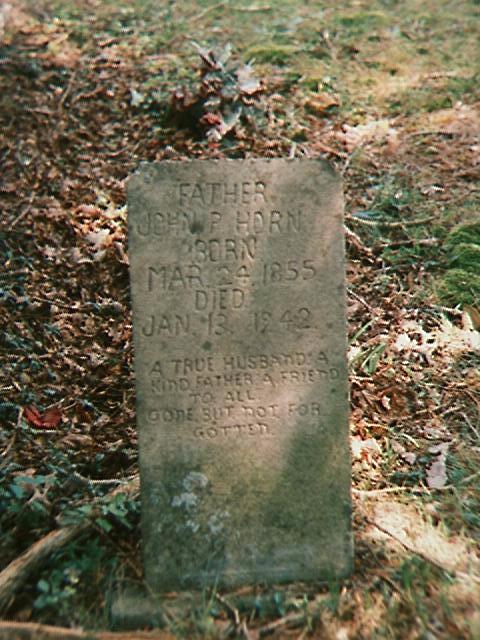 FATHER
JOHN P HORN
BORN
MAR. 24, 1855
DIED
JAN. 13, 1942
A TRUE HUSBAND. A
KIND FATHER A FRIEND
TO ALL
GONE BUT NOT FOR
GOTTEN